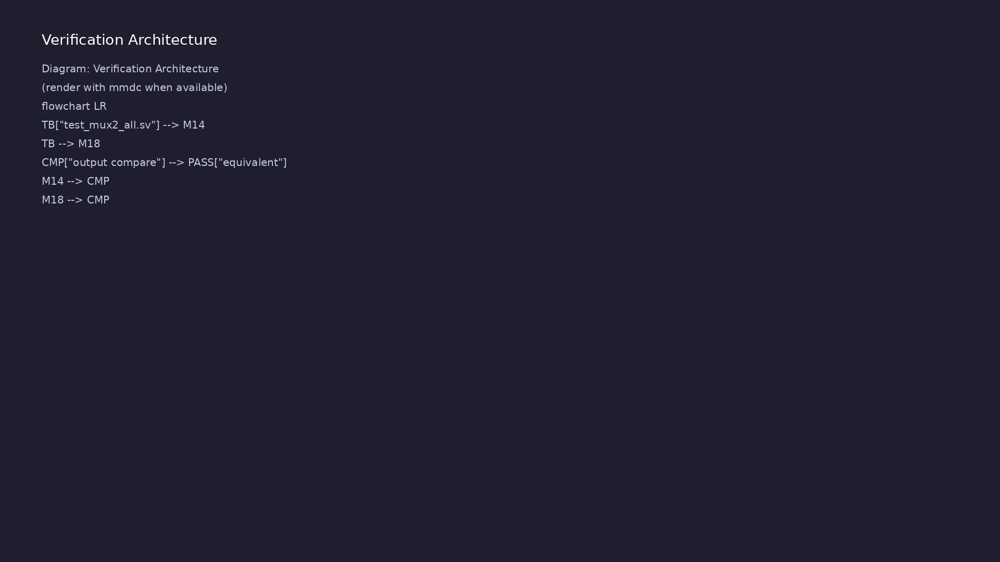 Verification Architecture
Diagram: Verification Architecture
(render with mmdc when available)
flowchart LR
TB["test_mux2_all.sv"] --> M14
TB --> M18
CMP["output compare"] --> PASS["equivalent"]
M14 --> CMP
M18 --> CMP